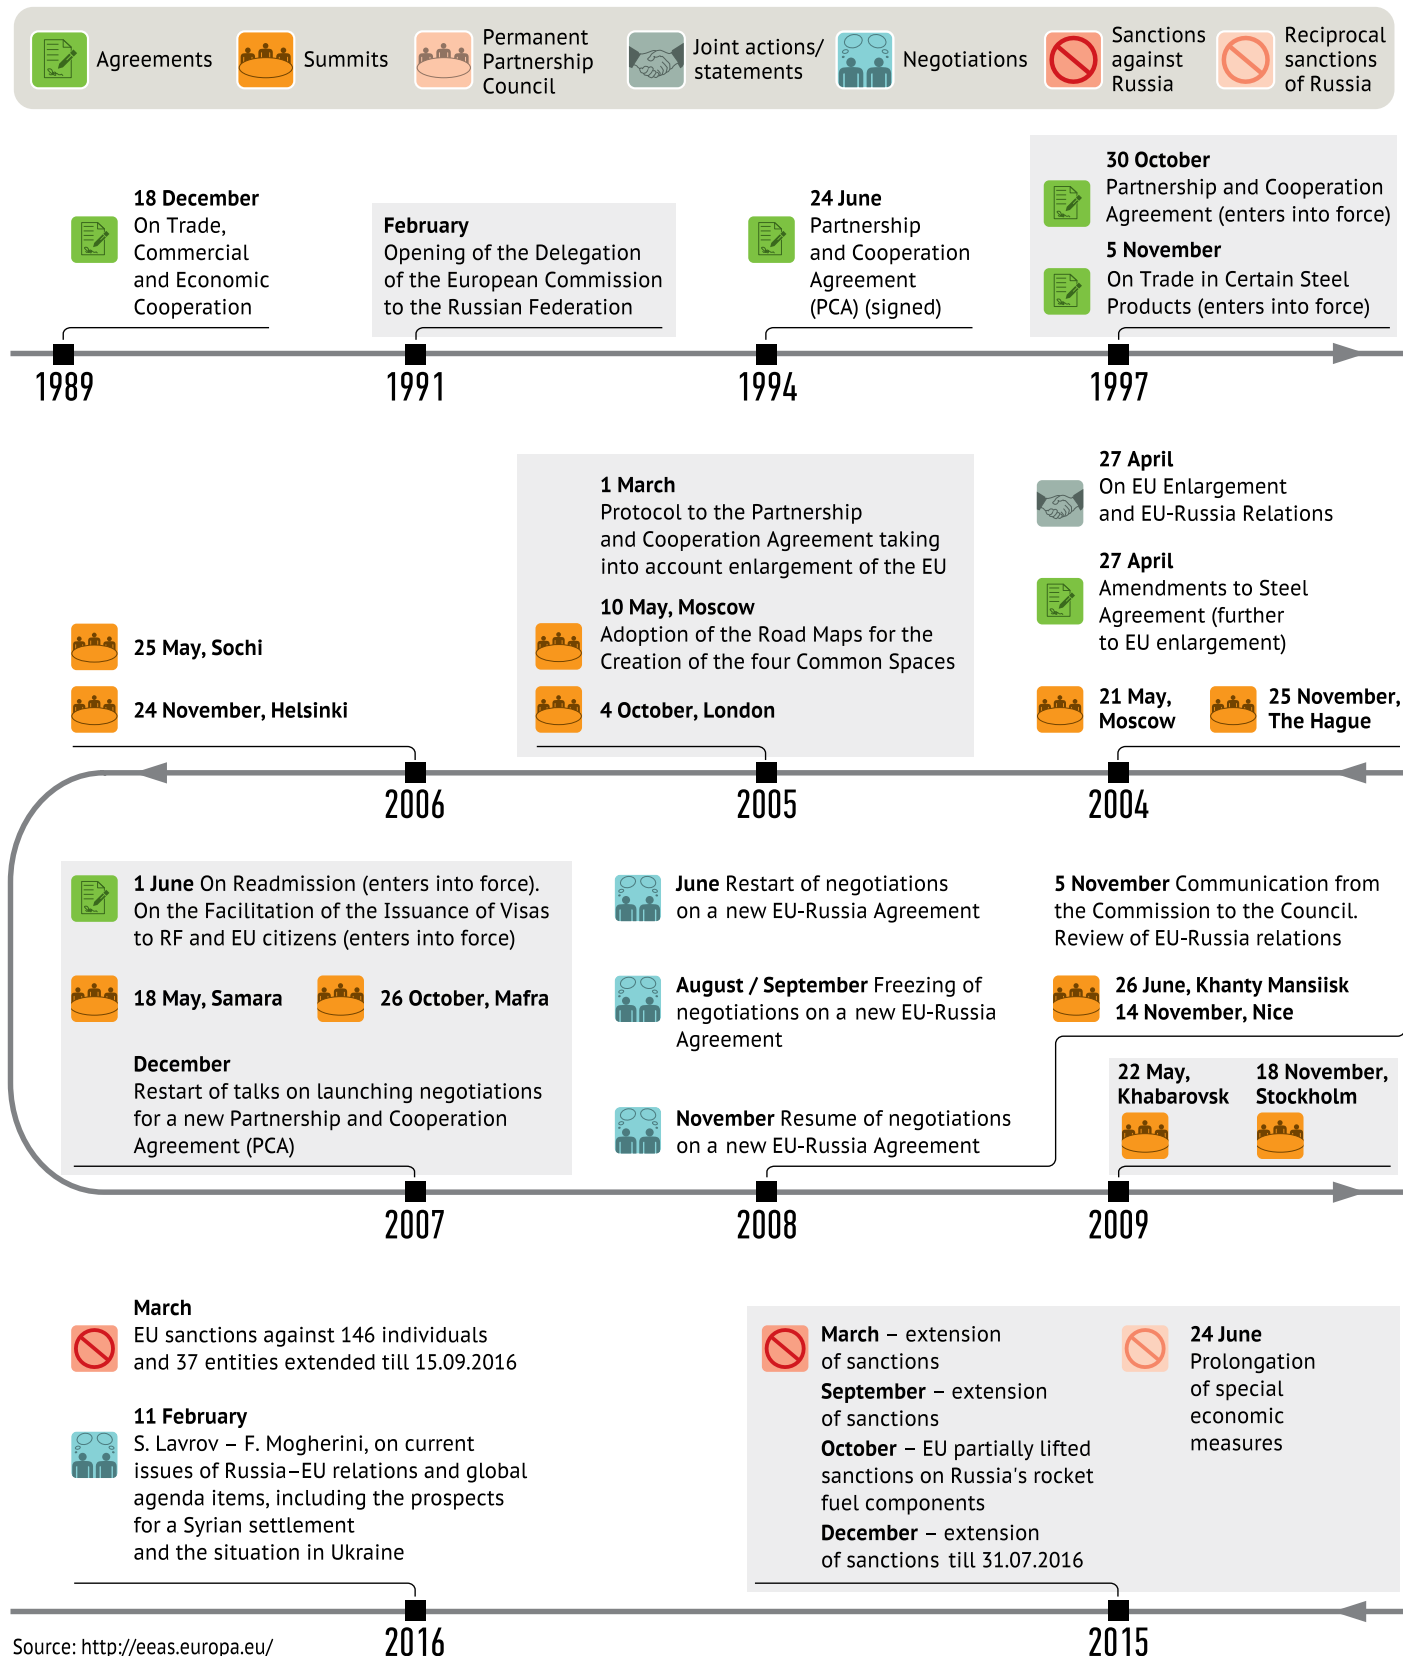 Agreements
Summits
Permanent
Partnership
Council
Joint actions/
statements
Negotiations
Sanctions
against
Russia
Reciprocal
sanctions
of Russia
18 December
On Trade,
Commercial
and Economic
Cooperation
1989
February
Opening of the Delegation
of the European Commission
to the Russian Federation
1991
24 June
Partnership
and Cooperation
Agreement
(PCA) (signed)
1994
30 October
Partnership and Cooperation
Agreement (enters into force)
5 November
On Trade in Certain Steel
Products (enters into force)
1997
27 April
On EU Enlargement
and EU-Russia Relations
27 April
Amendments to Steel
Agreement (further
to EU enlargement)
21 May,
Moscow
25 November,
The Hague
2004
1 March
Protocol to the Partnership
and Cooperation Agreement taking
into account enlargement of the EU
10 May, Moscow
Adoption of the Road Maps for the
Creation of the four Common Spaces
4 October, London
2005
25 May, Sochi
24 November, Helsinki
2006
1 June On Readmission (enters into force).
On the Facilitation of the Issuance of Visas
to RF and EU citizens (enters into force)
18 May, Samara
26 October, Mafra
December
Restart of talks on launching negotiations
for a new Partnership and Cooperation
Agreement (PCA)
2007
June Restart of negotiations
on a new EU-Russia Agreement
August / September Freezing of
negotiations on a new EU-Russia
Agreement
November Resume of negotiations
on a new EU-Russia Agreement
5 November Communication from
the Commission to the Council.
Review of EU-Russia relations
26 June, Khanty Mansiisk
14 November, Nice
2008
22 May,
Khabarovsk
18 November,
Stockholm
2009
March – extension
of sanctions
September – extension
of sanctions
October – EU partially lifted
sanctions on Russia's rocket
fuel components
December – extension
of sanctions till 31.07.2016
24 June
Prolongation
of special
economic
measures
2015
March
EU sanctions against 146 individuals
and 37 entities extended till 15.09.2016
11 February
S. Lavrov – F. Mogherini, on current
issues of Russia–EU relations and global
agenda items, including the prospects
for a Syrian settlement
and the situation in Ukraine
2016
Source: http://eeas.europa.eu/